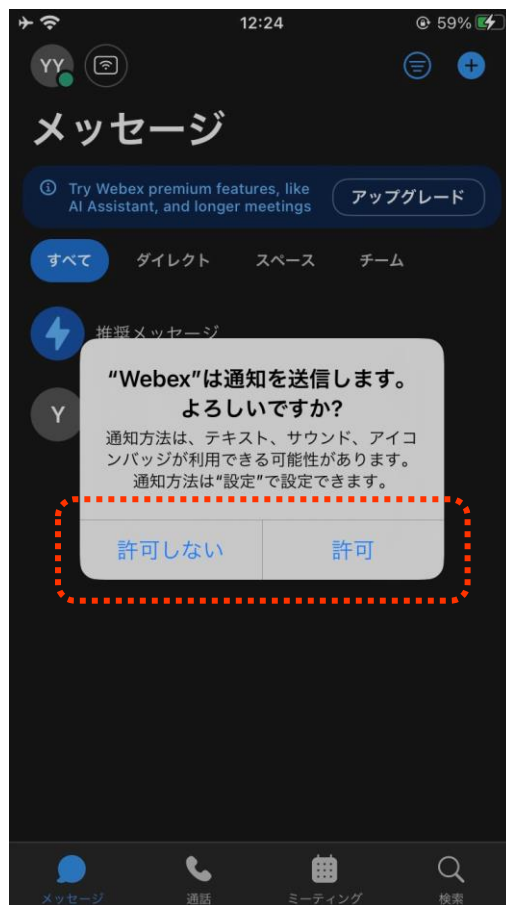 12:24
59%
YY
メッセージ
Try Webex premium features, like
AI Assistant, and longer meetings
アップグレード
すべて ダイレクト スペース チーム
推奨メッセージ
Y
“Webex”は通知を送信します。
よろしいですか?
通知方法は、テキスト、サウンド、アイコ
ンバッジが利用できる可能性があります。
通知方法は“設定”で設定できます。
許可しない 許可
メッセージ 通話 ミーティング 検索